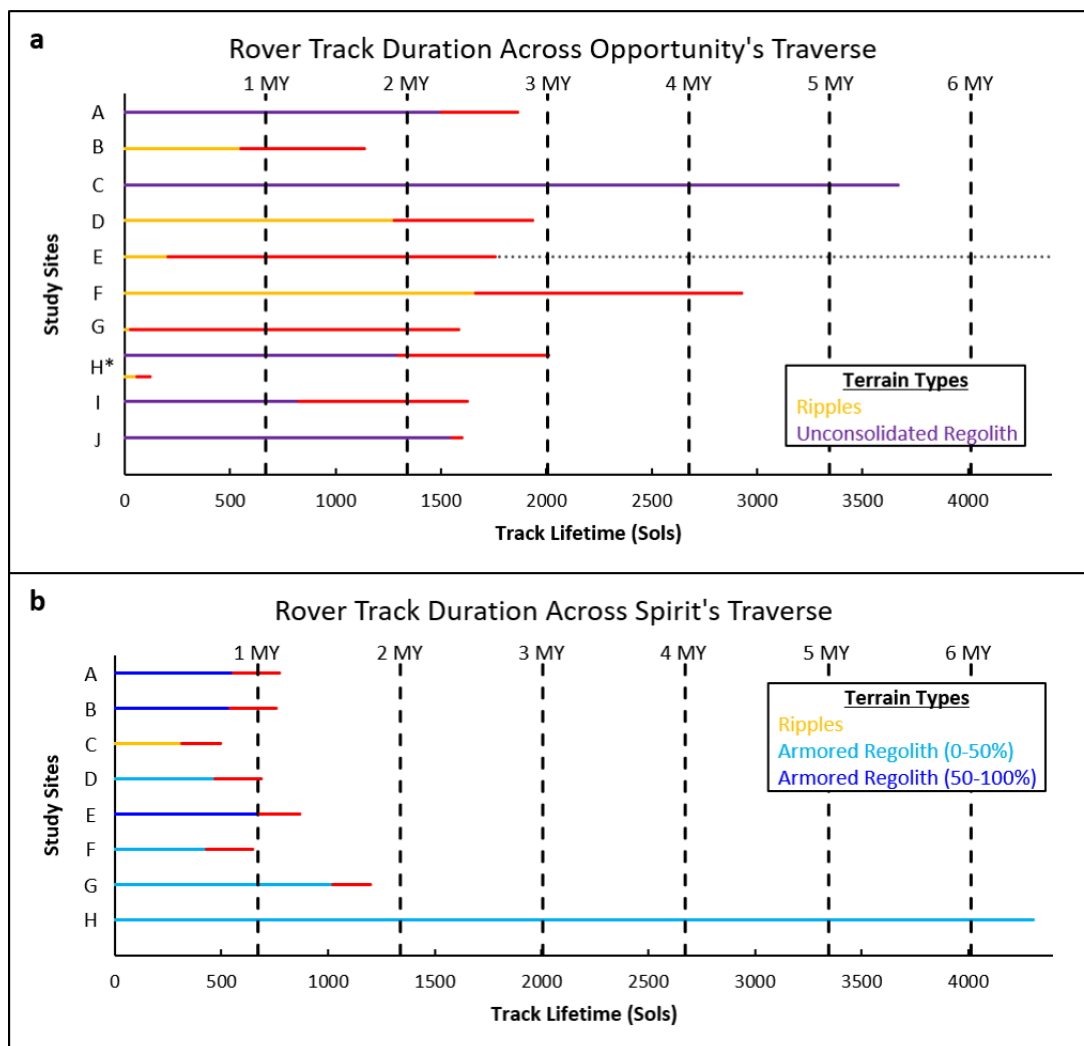 a
Rover Track Duration Across Opportunity's Traverse
1 MY 2 MY 3 MY 4 MY 5 MY 6 MY
A
B
C
D
E
F
G
H*
I
J
Study Sites
Terrain Types
Ripples
Unconsolidated Regolith
0 500 1000 1500 2000 2500 3000 3500 4000
Track Lifetime (Sols)
b
Rover Track Duration Across Spirit's Traverse
1 MY 2 MY 3 MY 4 MY 5 MY 6 MY
A
B
C
D
E
F
G
H
Study Sites
Terrain Types
Ripples
Armored Regolith (0-50%)
Armored Regolith (50-100%)
0 500 1000 1500 2000 2500 3000 3500 4000
Track Lifetime (Sols)